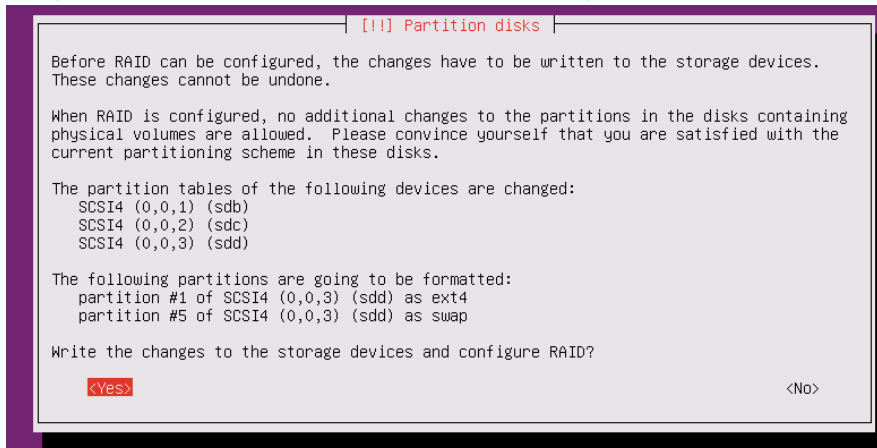 [!!] Partition disks
Before RAID can be configured, the changes have to be written to the storage devices.
These changes cannot be undone.
When RAID is configured, no additional changes to the partitions in the disks containing
physical volumes are allowed.  Please convince yourself that you are satisfied with the
current partitioning scheme in these disks.
The partition tables of the following devices are changed:
SCSI4 (0,0,1) (sdb)
SCSI4 (0,0,2) (sdc)
SCSI4 (0,0,3) (sdd)
The following partitions are going to be formatted:
partition #1 of SCSI4 (0,0,3) (sdd) as ext4
partition #5 of SCSI4 (0,0,3) (sdd) as swap
Write the changes to the storage devices and configure RAID?
<Yes> <No>